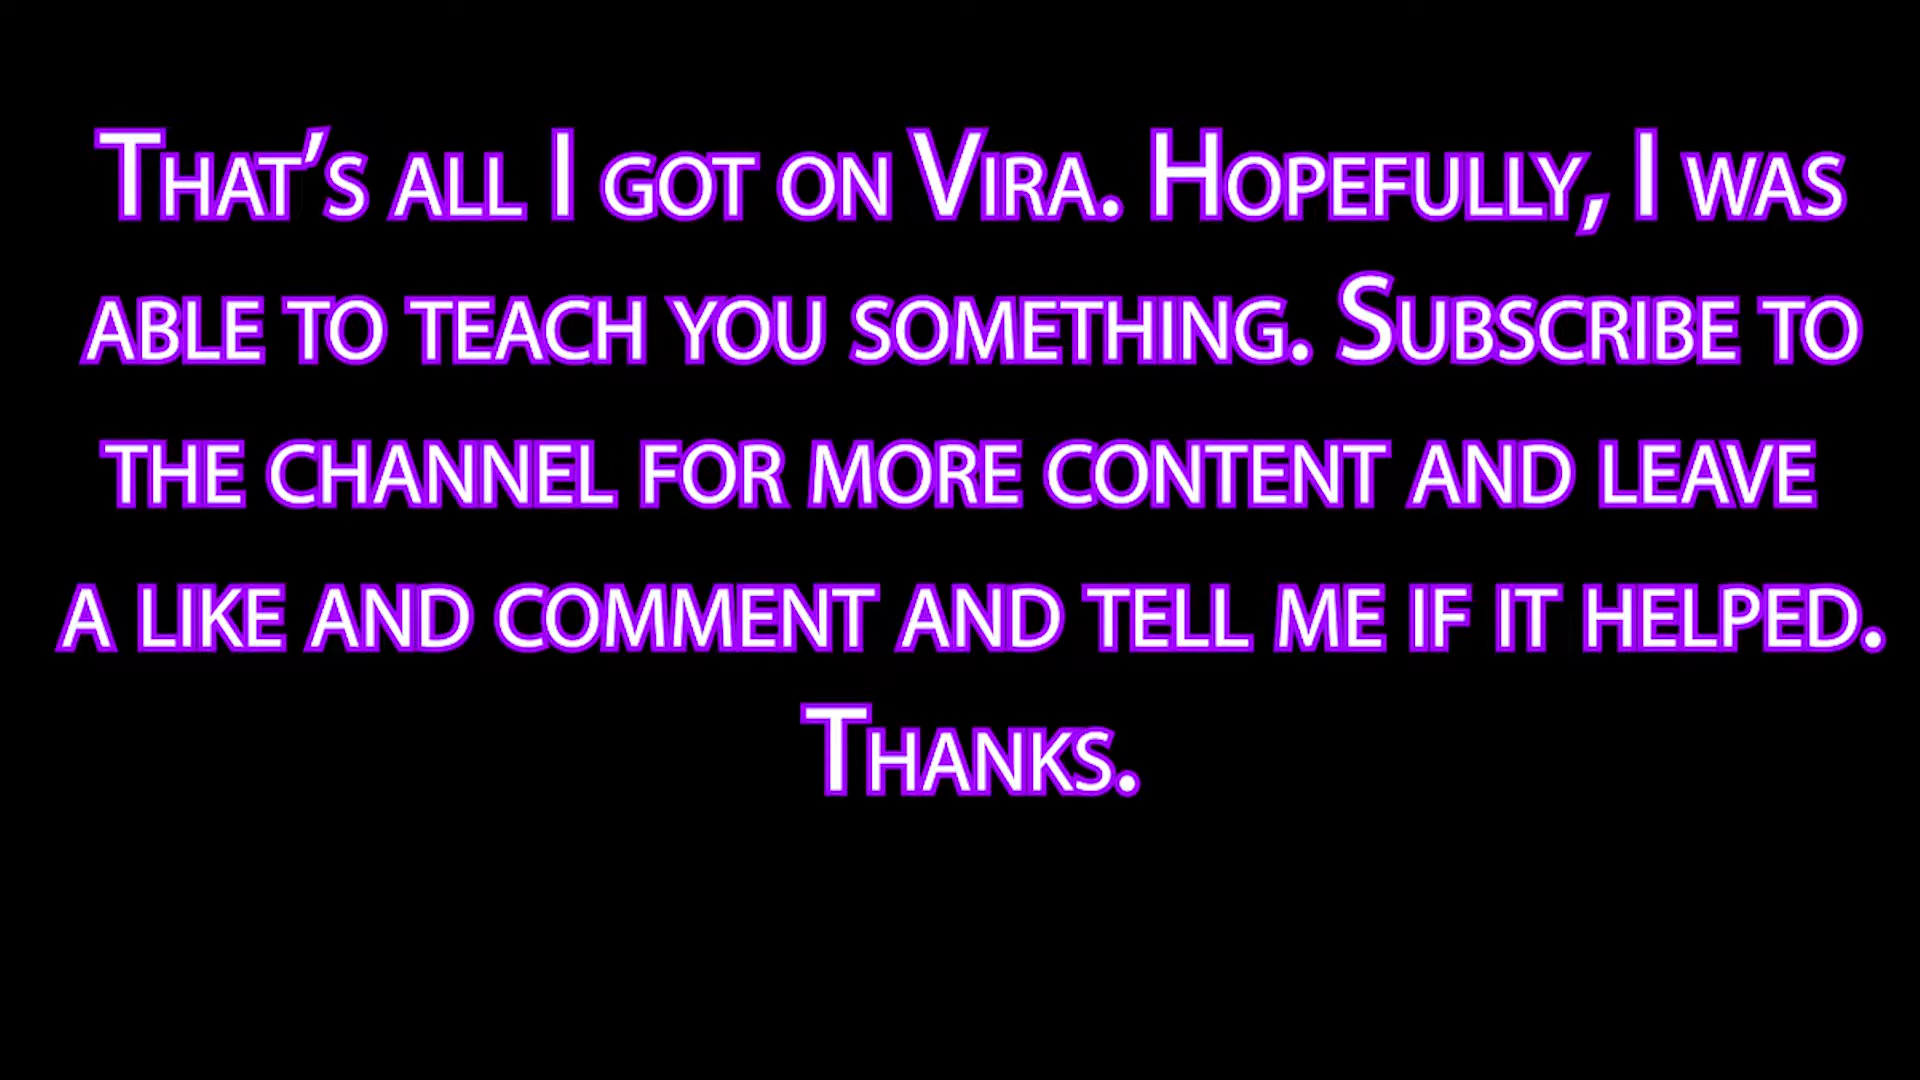 That's all I got on Vira. Hopefully, I was
able to teach you something. Subscribe to
the channel for more content and leave
a like and comment and tell me if it helped.
Thanks.